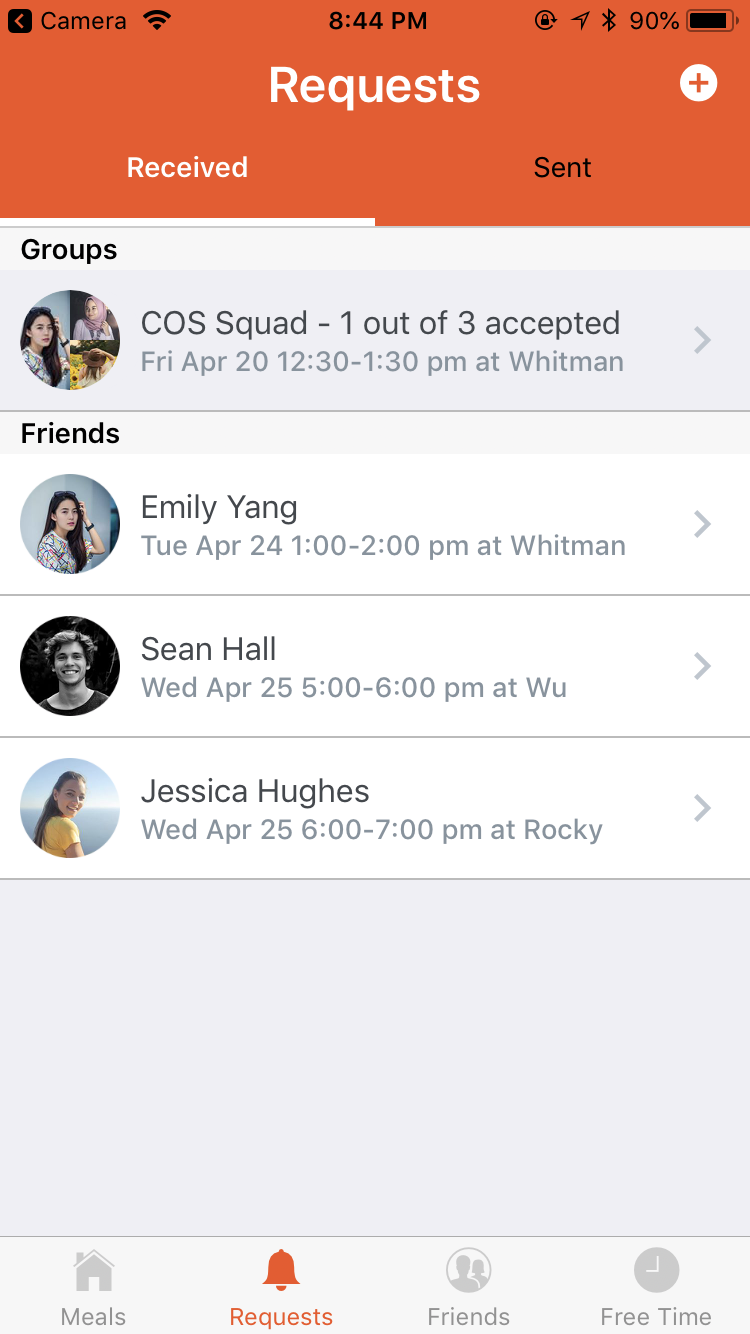 Camera 8:44 PM 90%
Requests
Received Sent
Groups
COS Squad - 1 out of 3 accepted
Fri Apr 20 12:30-1:30 pm at Whitman
Friends
Emily Yang
Tue Apr 24 1:00-2:00 pm at Whitman
Sean Hall
Wed Apr 25 5:00-6:00 pm at Wu
Jessica Hughes
Wed Apr 25 6:00-7:00 pm at Rocky
Meals Requests Friends Free Time